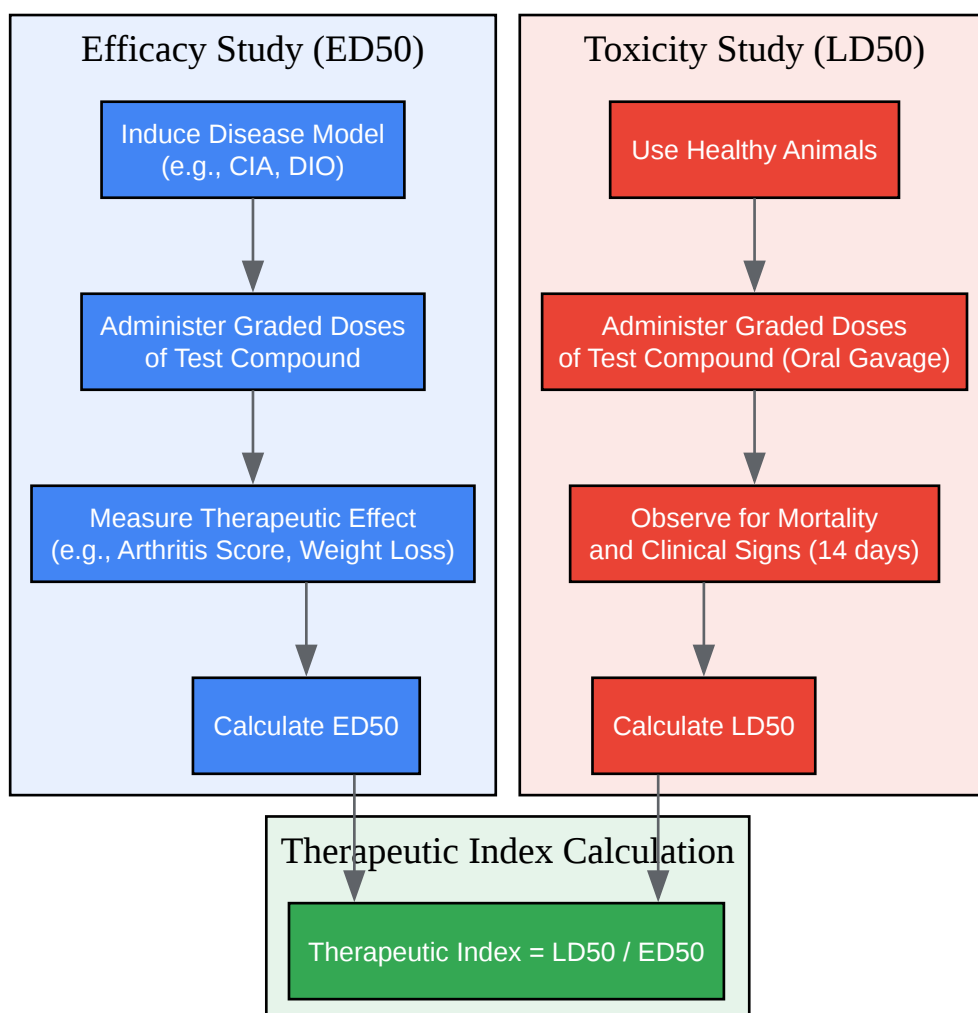 Efficacy Study (ED50)
Induce Disease Model
(e.g., CIA, DIO)
Administer Graded Doses
of Test Compound
Measure Therapeutic Effect
(e.g., Arthritis Score, Weight Loss)
Calculate ED50
Toxicity Study (LD50)
Use Healthy Animals
Administer Graded Doses
of Test Compound (Oral Gavage)
Observe for Mortality
and Clinical Signs (14 days)
Calculate LD50
Therapeutic Index Calculation
Therapeutic Index = LD50 / ED50